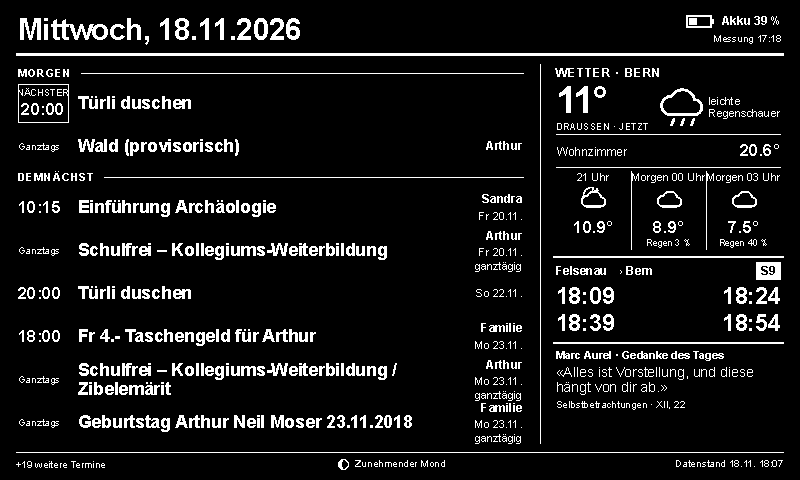 Mittwoch, 18.11.2026
Akku 39 %
Messung 17:18
MORGEN
NÄCHSTER
20:00
Türli duschen
Ganztags
Wald (provisorisch)
Arthur
DEMNÄCHST
10:15
Einführung Archäologie
Sandra
Fr 20.11.
Ganztags
Schulfrei – Kollegiums-Weiterbildung
Arthur
Fr 20.11.
ganztägig
20:00
Türli duschen
So 22.11.
18:00
Fr 4.- Taschengeld für Arthur
Familie
Mo 23.11.
Ganztags
Schulfrei – Kollegiums-Weiterbildung /
Zibelemärit
Arthur
Mo 23.11.
ganztägig
Ganztags
Geburtstag Arthur Neil Moser 23.11.2018
Familie
Mo 23.11.
ganztägig
WETTER · BERN
11°
DRAUSSEN · JETZT
leichte
Regenschauer
Wohnzimmer 20.6°
21 Uhr Morgen 00 Uhr Morgen 03 Uhr
10.9° 8.9° 7.5°
Regen 3 % Regen 40 %
Felsenau › Bern S9
18:09 18:24
18:39 18:54
Marc Aurel · Gedanke des Tages
«Alles ist Vorstellung, und diese
hängt von dir ab.»
Selbstbetrachtungen · XII, 22
+19 weitere Termine
Zunehmender Mond
Datenstand 18.11. 18:07